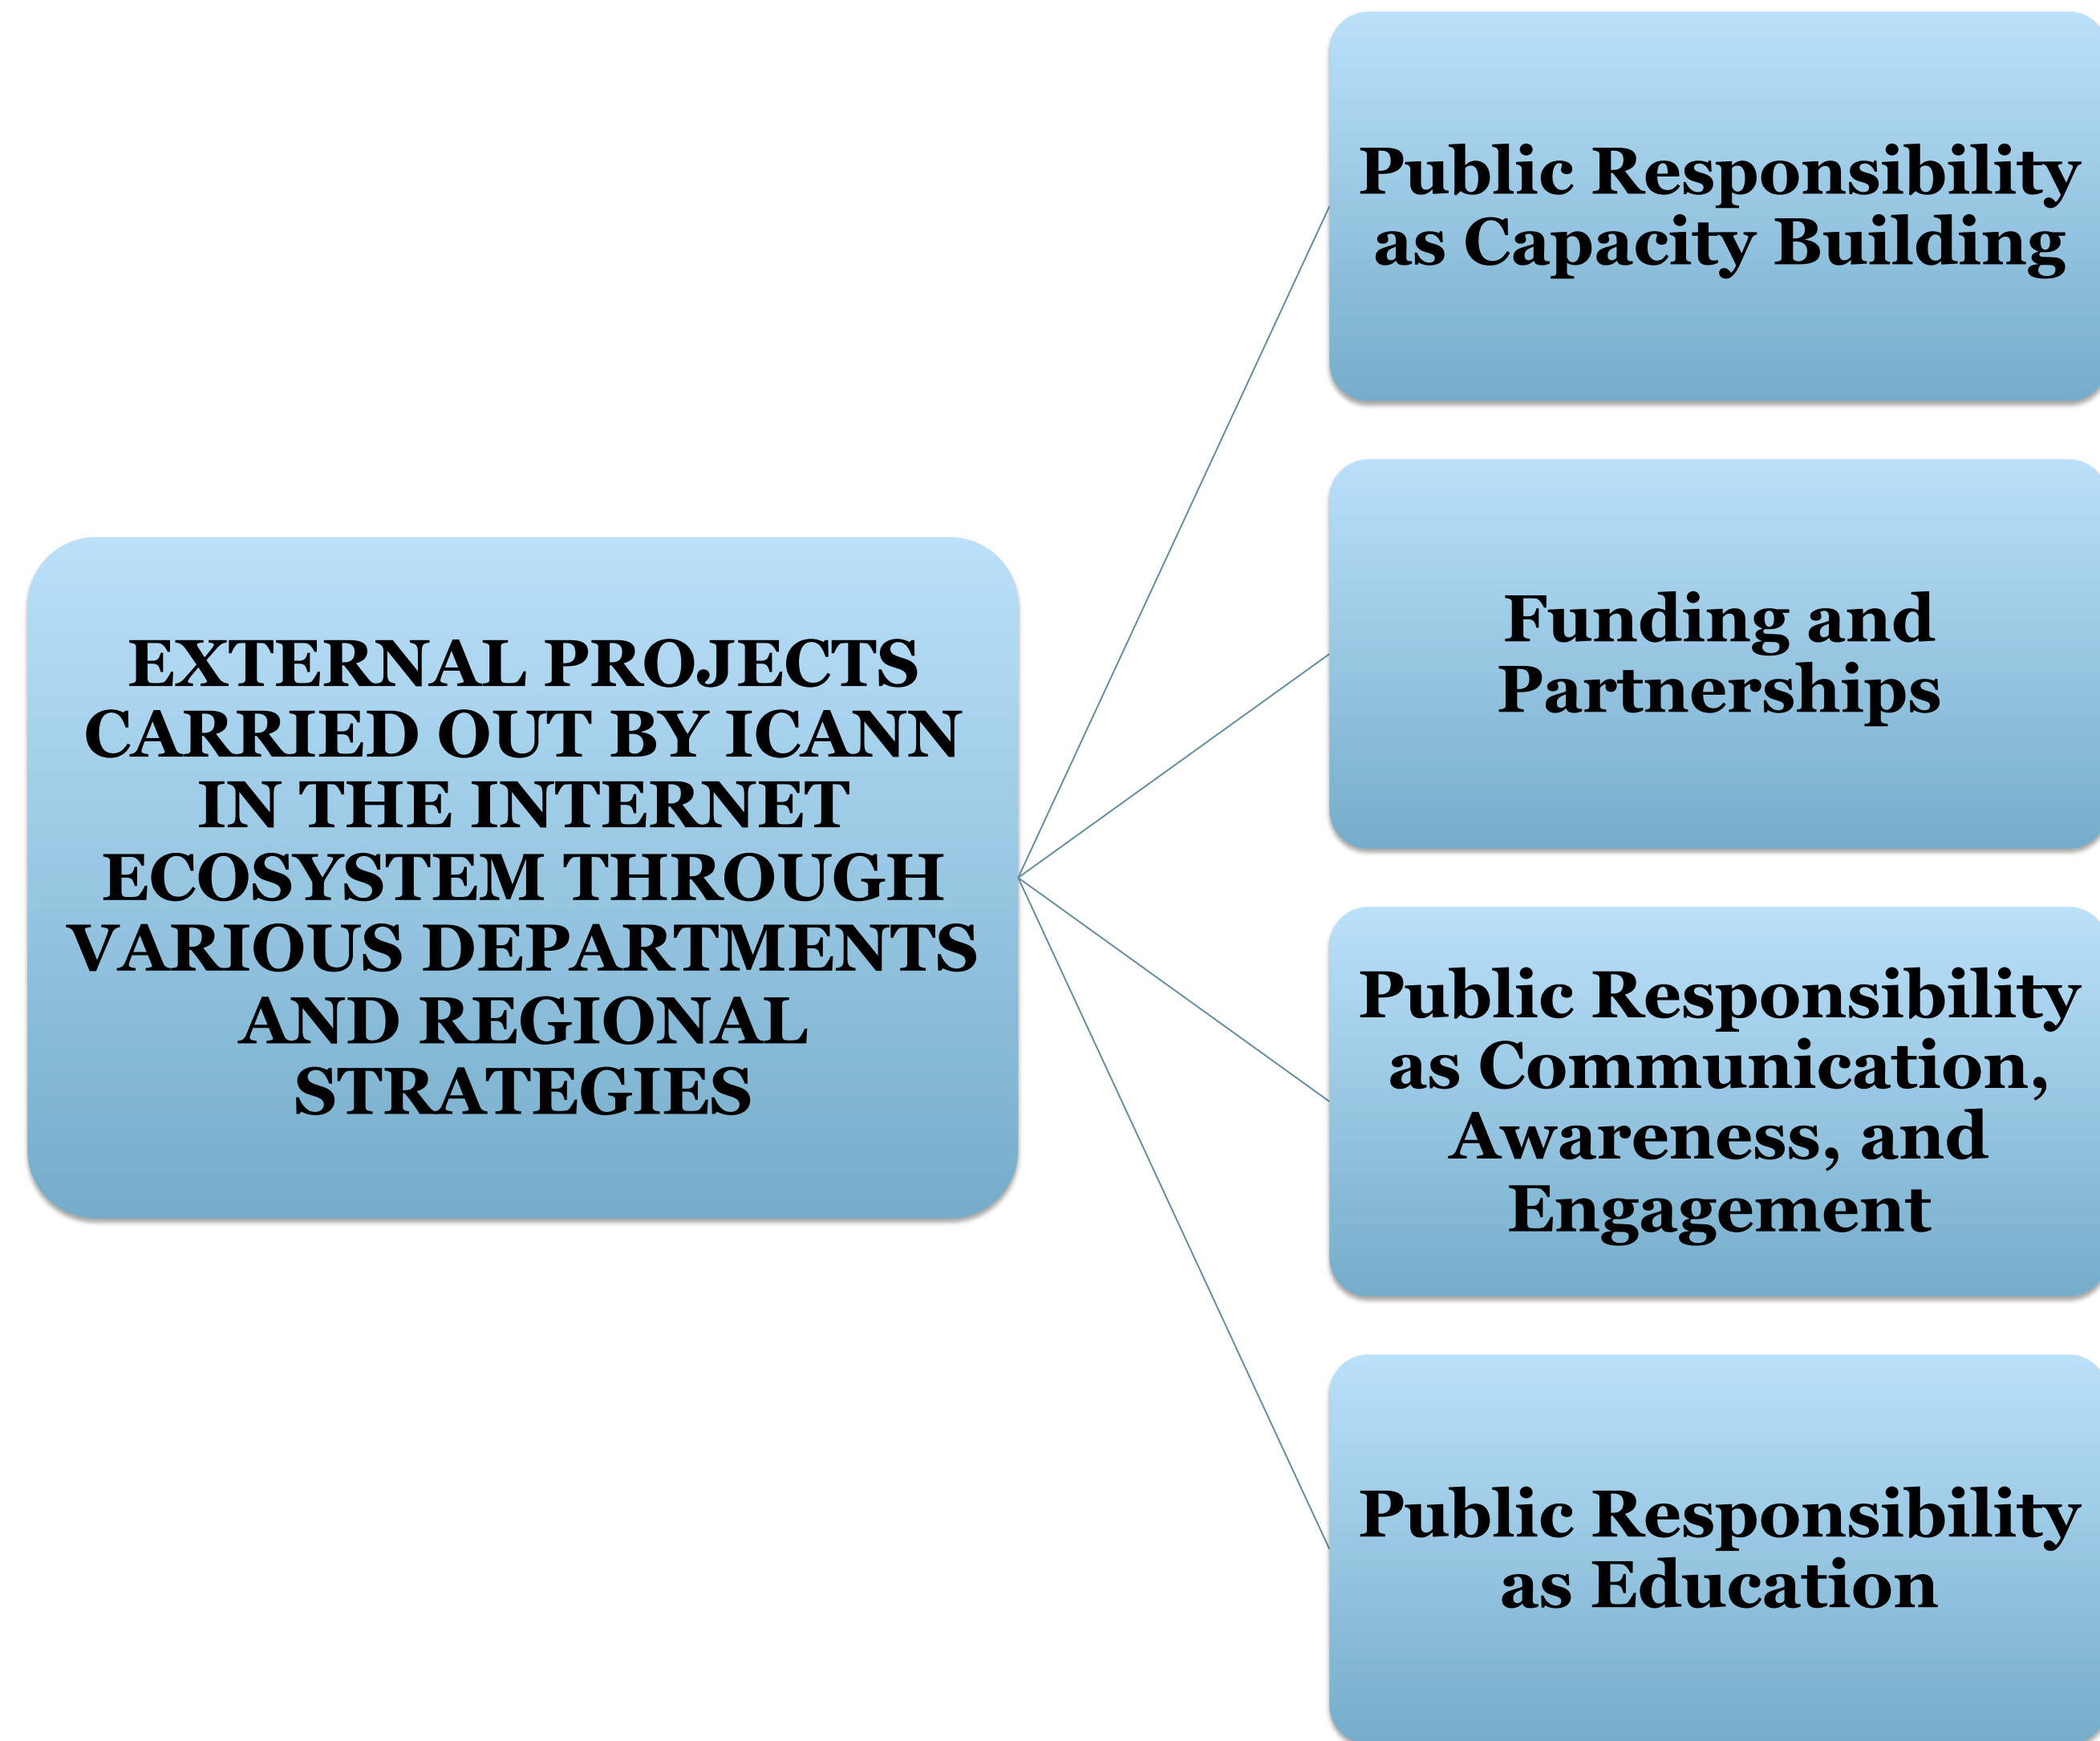 EXTERNAL PROJECTS
CARRIED OUT BY ICANN
IN THE INTERNET
ECOSYSTEM THROUGH
VARIOUS DEPARTMENTS
AND REGIONAL
STRATEGIES
Public Responsibility
as Capacity Building
Funding and
Partnerships
Public Responsibility
as Communication,
Awareness, and
Engagement
Public Responsibility
as Education